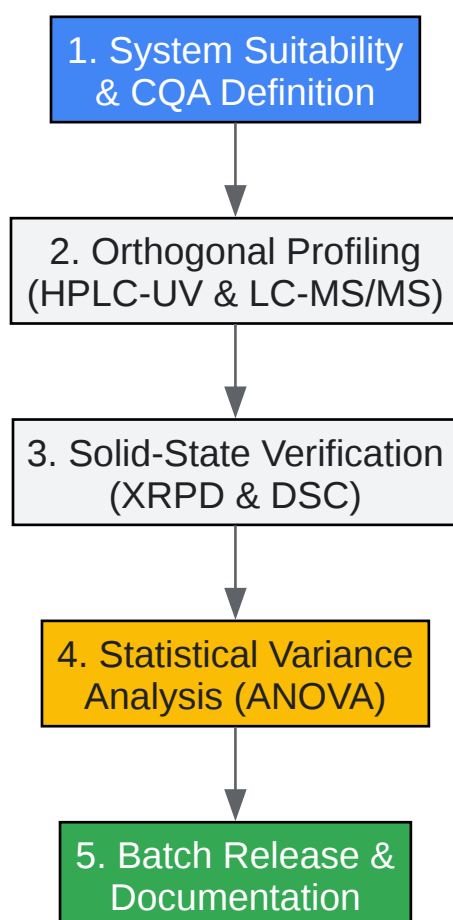 1. System Suitability
& CQA Definition
2. Orthogonal Profiling
(HPLC-UV & LC-MS/MS)
3. Solid-State Verification
(XRPD & DSC)
4. Statistical Variance
Analysis (ANOVA)
5. Batch Release &
Documentation